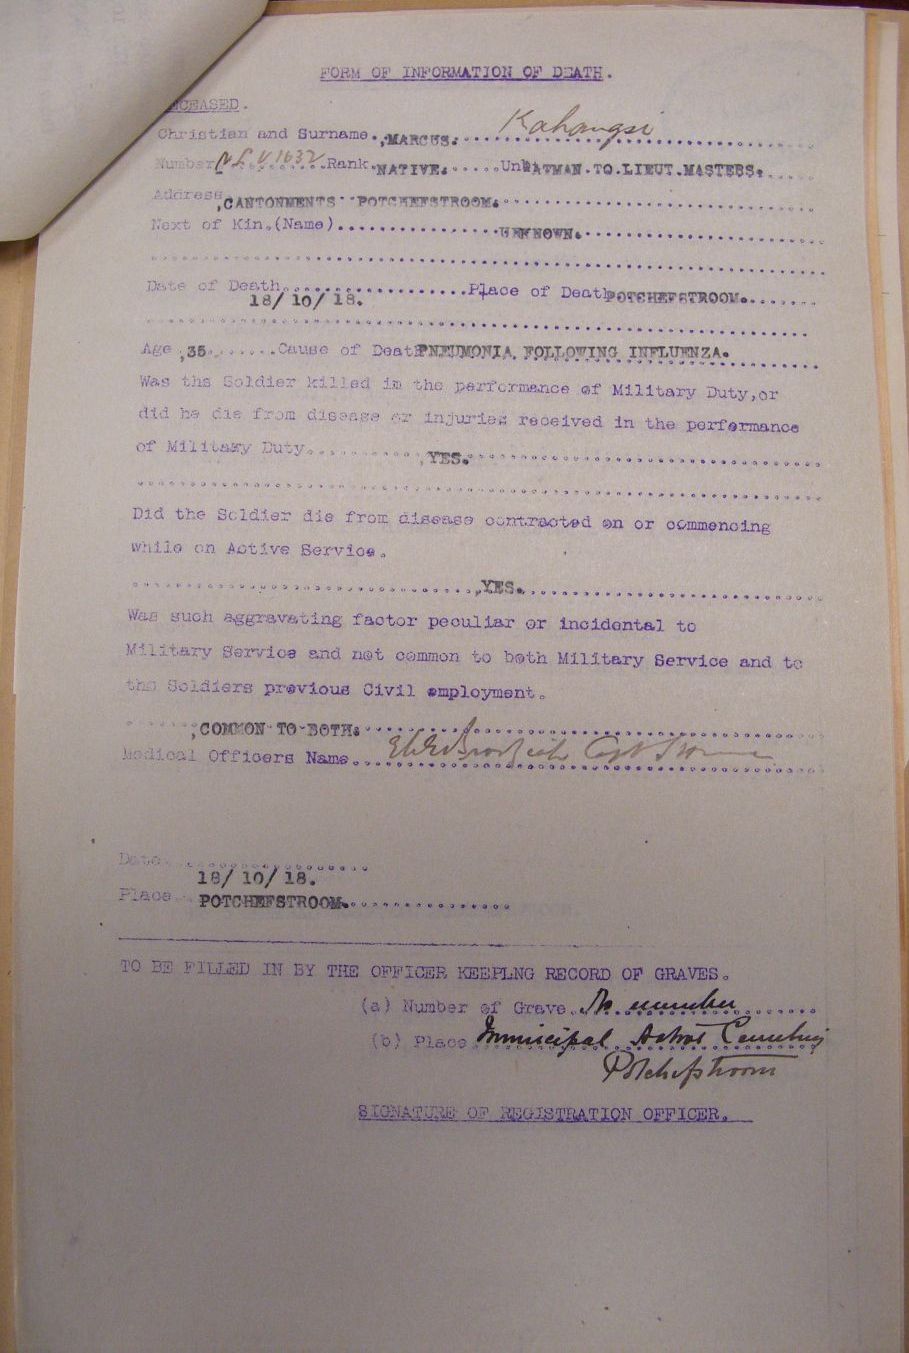 FORM OF INFORMATION OF DEATH.
CEASED.
Christian and Surname.,MARCUS. Kahangsi
Number N.L.V 1632 Rank.NATIVE. Unit BATMAN.TO.LIEUT.MASTERS.
Address,CANTONMENTS POTCHEFSTROOM.
Next of Kin.(Name) UNKNOWN.
Date of Death Place of Death POTCHEFSTROOM.
18/10/18.
Age ,35 Cause of Death PNEUMONIA. FOLLOWING INFLUENZA.
Was ths Soldier killed in the performance of Military Duty,or
did he die from disease or injuries received in the performance
of Military Duty ,YES.
Did the Soldier die from disease contracted on or commencing
while on Active Service.
,YES.
Was such aggravating factor peculiar or incidental to
Military Service and not common to both Military Service and to
ths Soldiers previous Civil employment.
,COMMON TO BOTH.
Medical Officers Name Capt
Date
18/10/18.
Place POTCHEFSTROOM.
TO BE FILLED IN BY THE OFFICER KEEPLNG RECORD OF GRAVES.
(a) Number of Grave. No number
(b) Place Municipal Cemetery
Potchefstroom
SIGNATURE OF REGISTRATION OFFICER.